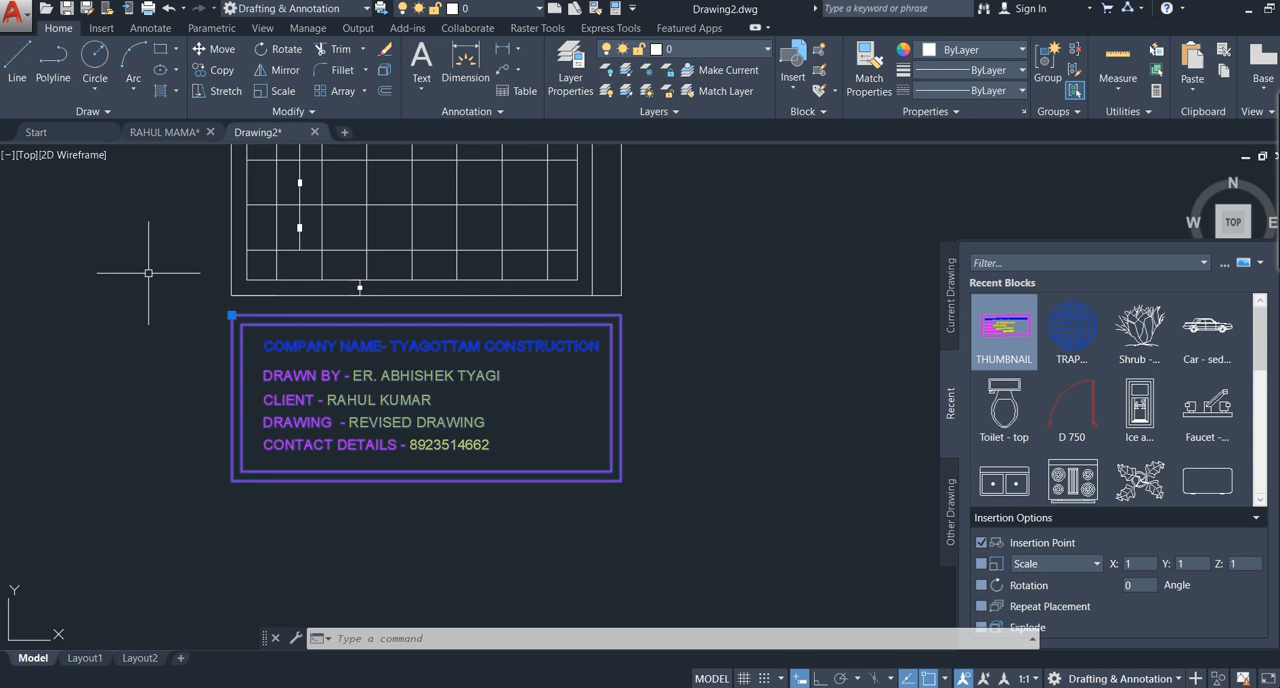 Drafting & Annotation
0
Drawing2.dwg
Type a keyword or phrase
Sign In
Home Insert Annotate Parametric View Manage Output Add-ins Collaborate Raster Tools Express Tools Featured Apps
Line Polyline Circle Arc
Move Rotate Trim
Copy Mirror Fillet
Stretch Scale Array
Text Dimension Table
Layer Properties
0
Make Current
Match Layer
Insert
Match Properties
ByLayer
ByLayer
ByLayer
Group Measure Paste Base
Draw Modify Annotation Layers Block Properties Groups Utilities Clipboard View
Start RAHUL MAMA* Drawing2*
[−][Top][2D Wireframe]
N
W TOP E
COMPANY NAME- TYAGOTTAM CONSTRUCTION
DRAWN BY - ER. ABHISHEK TYAGI
CLIENT - RAHUL KUMAR
DRAWING - REVISED DRAWING
CONTACT DETAILS - 8923514662
Current Drawing
Recent
Other Drawing
Filter...
...
Recent Blocks
THUMBNAIL TRAP... Shrub -... Car - sed...
Toilet - top D 750 Ice a... Faucet -...
Insertion Options
Insertion Point
Scale X: 1 Y: 1 Z: 1
Rotation 0 Angle
Repeat Placement
Explode
Y
X
Type a command
Model Layout1 Layout2
MODEL 1:1 Drafting & Annotation